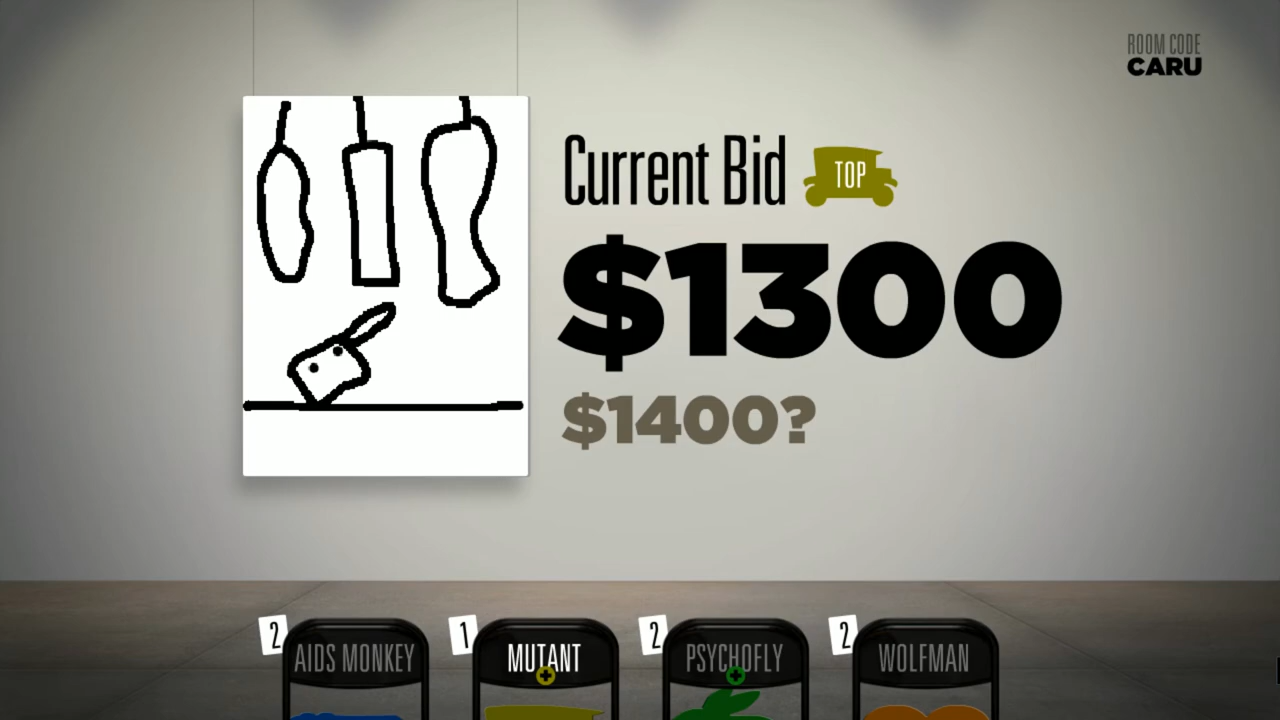 ROOM CODE
CARU
Current Bid
TOP
$1300
$1400?
2
AIDS MONKEY
1
MUTANT
2
PSYCHOFLY
2
WOLFMAN